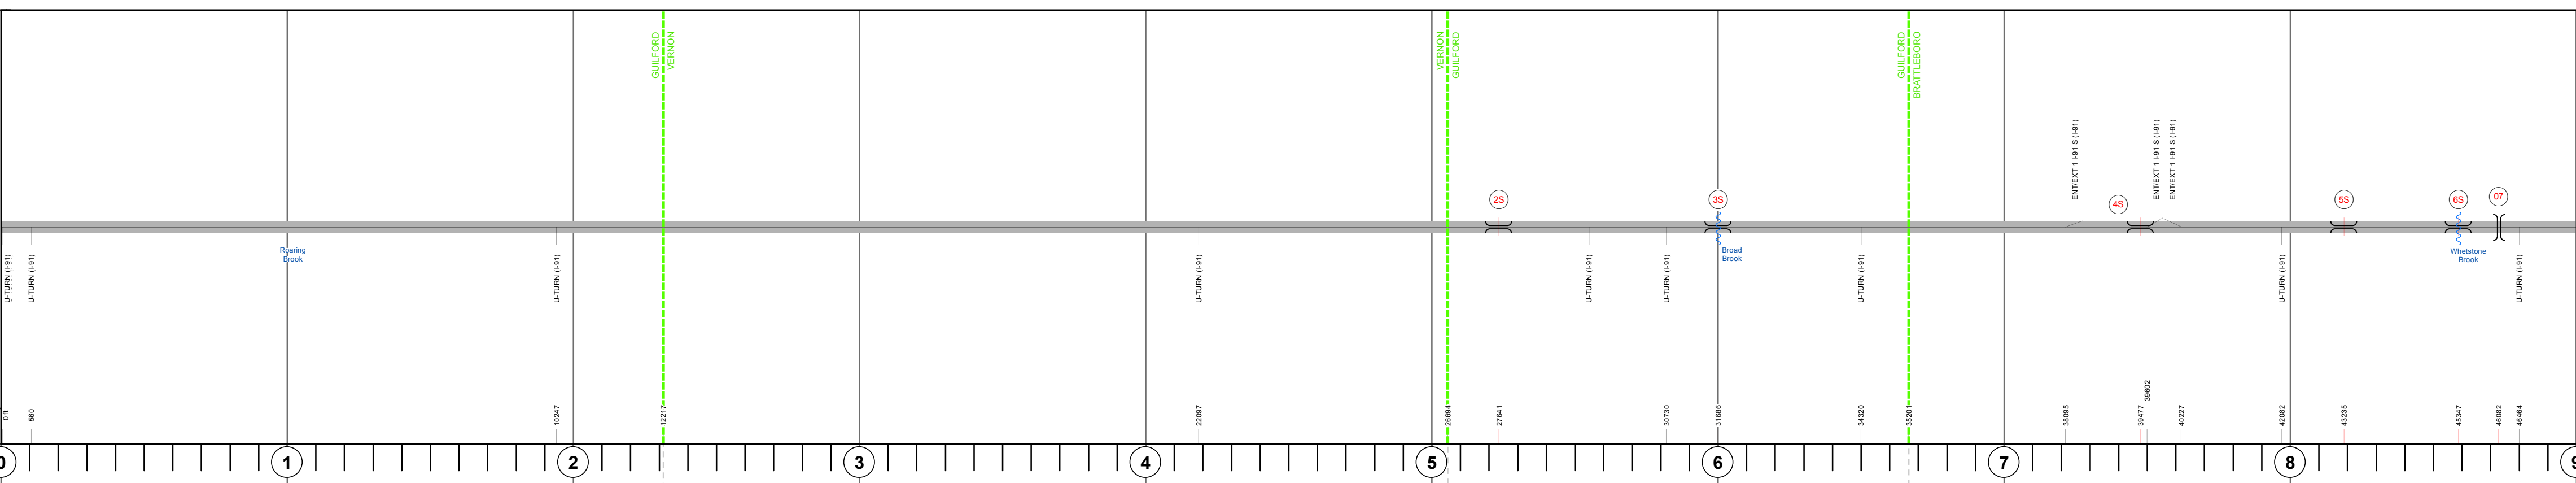 GUILFORD
VERNON
VERNON
GUILFORD
GUILFORD
BRATTLEBORO
ENT/EXT 1 I-91 S (I-91)
ENT/EXT 1 I-91 S (I-91)
ENT/EXT 1 I-91 S (I-91)
2S
3S
4S
5S
6S
07
Roaring
Brook
Broad
Brook
Whetstone
Brook
U-TURN (I-91)
U-TURN (I-91)
U-TURN (I-91)
U-TURN (I-91)
U-TURN (I-91)
U-TURN (I-91)
U-TURN (I-91)
U-TURN (I-91)
U-TURN (I-91)
0 ft
560
10247
12217
22097
26694
27641
30730
31686
34320
35201
38095
39477
39602
40227
42082
43235
45347
46082
46464
0
1
2
3
4
5
6
7
8
9